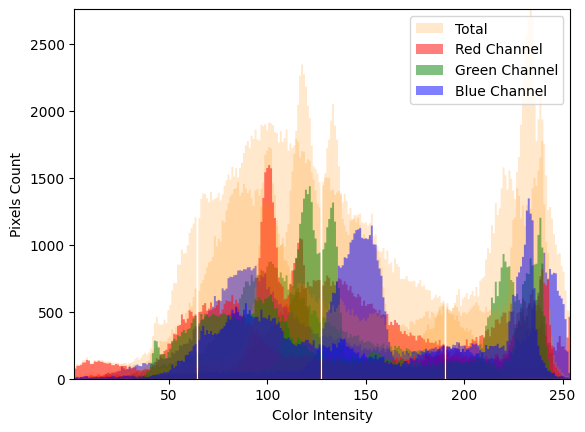 2500
2000
1500
1000
500
0
50
100
150
200
250
Pixels Count
Color Intensity
Total
Red Channel
Green Channel
Blue Channel